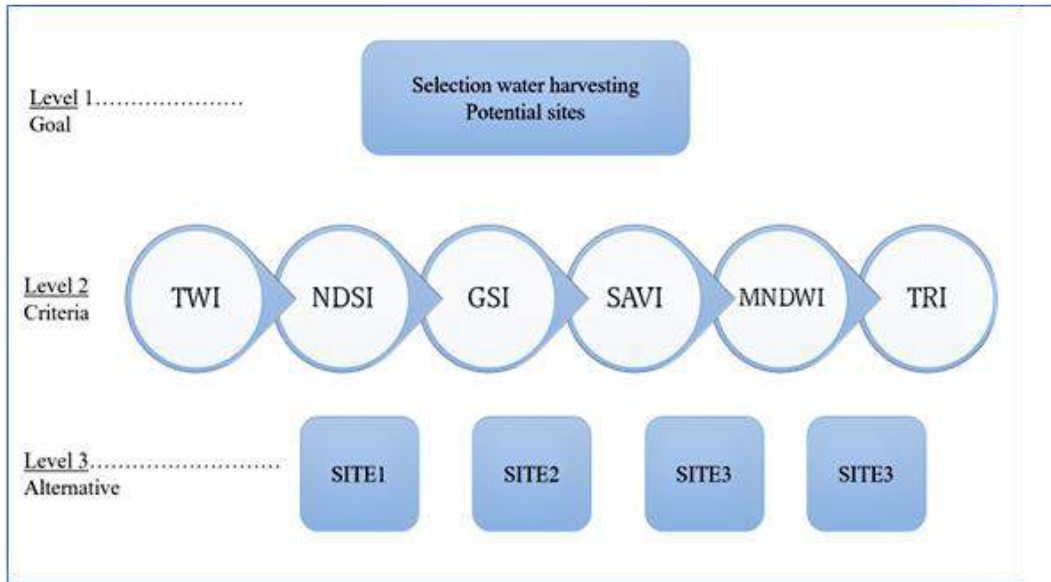 Selection water harvesting
Potential sites
Level 1.....................
Goal
TWI
NDSI
GSI
SAVI
MNDWI
TRI
Level 2
Criteria
Level 3...........................
Alternative
SITE1
SITE2
SITE3
SITE3